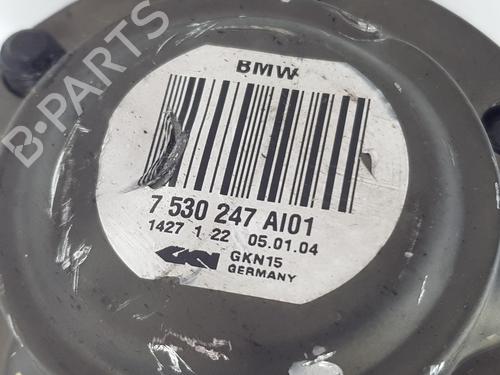 BMW
7 530 247 AI01
1427 1 22 05.01.04
GKN
GKN15
GERMANY
B-PARTS